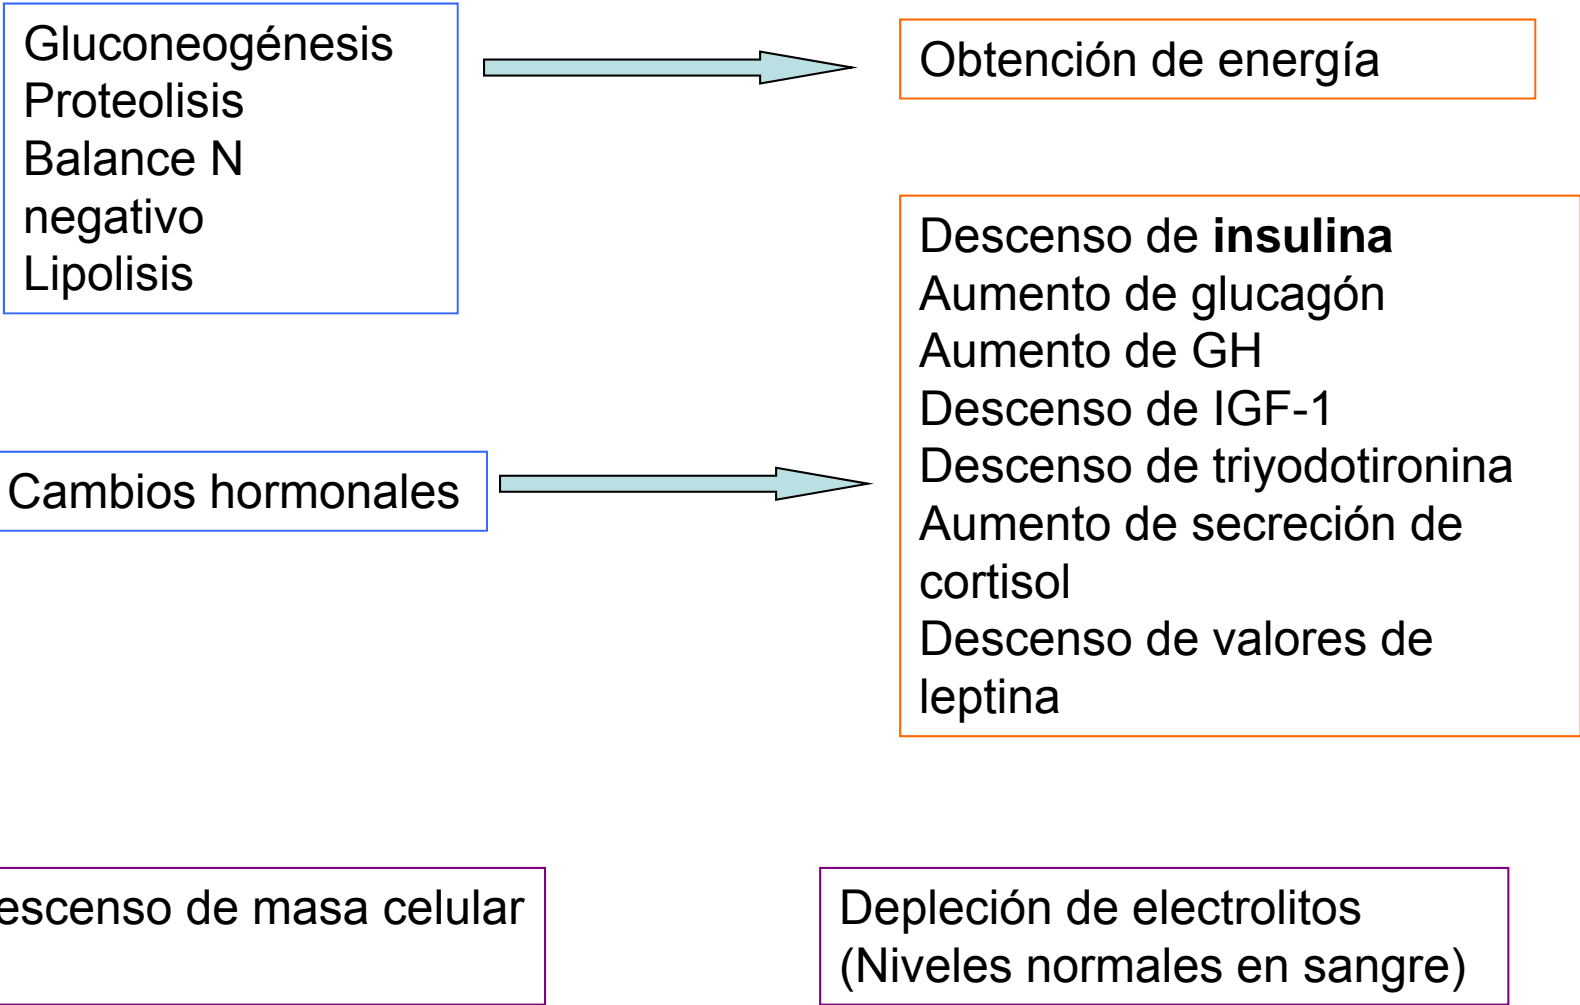 Gluconeogénesis
Proteolisis
Balance N
negativo
Lipolisis
Obtención de energía
Descenso de insulina
Aumento de glucagón
Aumento de GH
Descenso de IGF-1
Descenso de triyodotironina
Aumento de secreción de
cortisol
Descenso de valores de
leptina
Cambios hormonales
escenso de masa celular
Depleción de electrolitos
(Niveles normales en sangre)